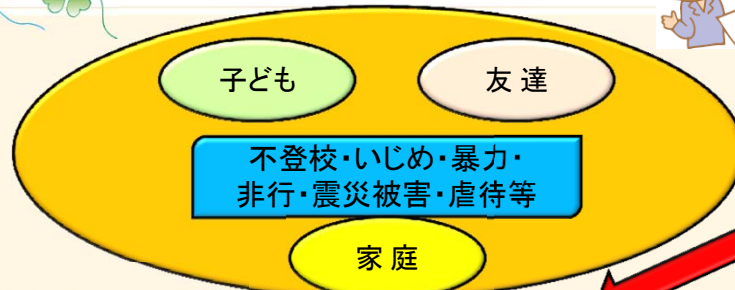 子ども
友達
不登校・いじめ・暴力・
非行・震災被害・虐待等
家庭